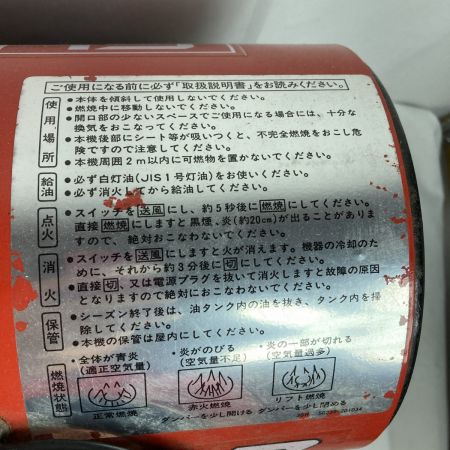 ご使用になる前に必ず「取扱説明書」をお読みください。
使用場所
●本体を傾斜して使用しないでください。
●燃焼中に移動しないでください。
●開口部の少ないスペースでご使用になる場合には、十分な
換気をおこなってください。
●本機後部にシート等が吸いつくと、不完全燃焼をおこし危
険ですので注意してください。
●本機周囲2m以内に可燃物を置かないでください。
給油
●必ず白灯油(JIS1号灯油)をお使いください。
●必ず消火してから給油してください。
点火
●スイッチを送風にし、約5秒後に燃焼にしてください。
直接燃焼にしますと黒煙、炎(約20cm)が出ることがありま
すので、絶対おこなわないでください。
消火
●スイッチを送風にしますと火が消えます。機器の冷却のた
めに、それから約3分後に切にしてください。
●直接切、又は電源プラグを抜いて消火しますと故障の原因
となりますので絶対におこなわないでください。
保管
●シーズン終了後は、油タンク内の油を抜き、タンク内を掃
除してください。
●本機の保管は屋内にしてください。
燃焼状態
・全体が青炎
(適正空気量)
正常燃焼
・炎がのびる
(空気量不足)
赤火燃焼
ダンパーを少し開ける
・炎の一部が切れる
(空気量過多)
リフト燃焼
ダンパーを少し閉める